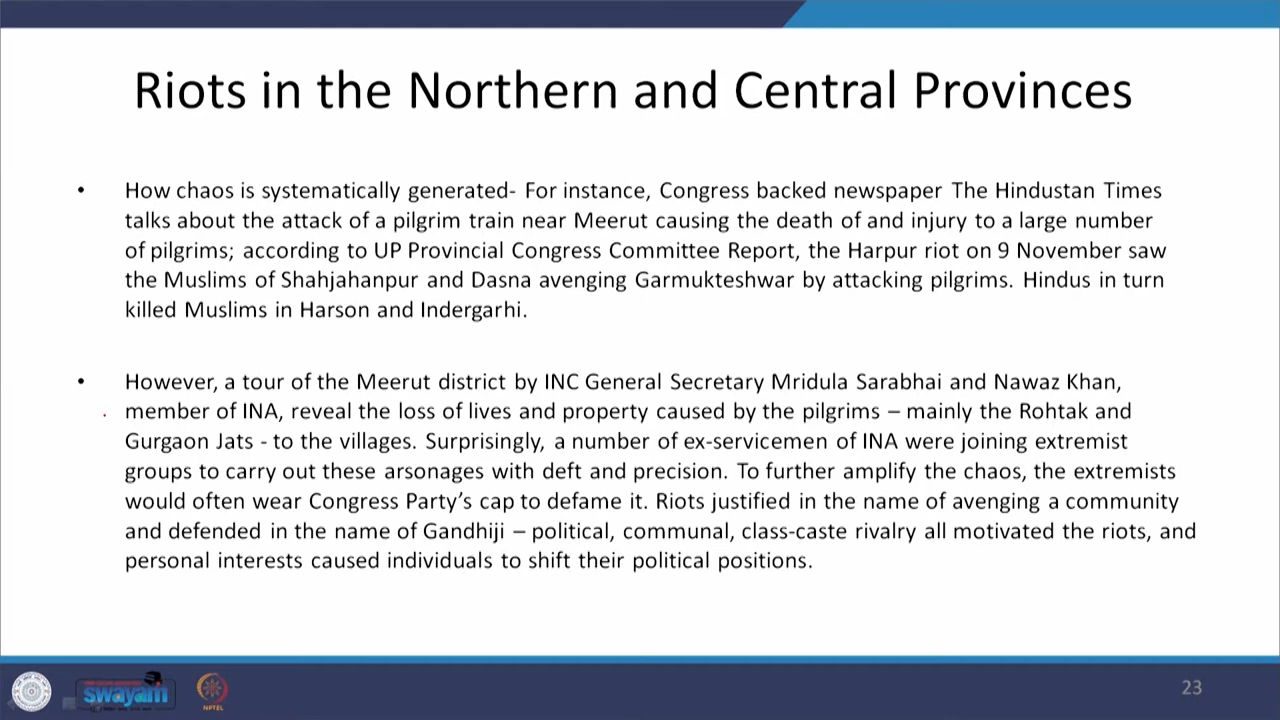 Riots in the Northern and Central Provinces
• How chaos is systematically generated- For instance, Congress backed newspaper The Hindustan Times
talks about the attack of a pilgrim train near Meerut causing the death of and injury to a large number
of pilgrims; according to UP Provincial Congress Committee Report, the Harpur riot on 9 November saw
the Muslims of Shahjahanpur and Dasna avenging Garmukteshwar by attacking pilgrims. Hindus in turn
killed Muslims in Harson and Indergarhi.
• However, a tour of the Meerut district by INC General Secretary Mridula Sarabhai and Nawaz Khan,
member of INA, reveal the loss of lives and property caused by the pilgrims – mainly the Rohtak and
Gurgaon Jats - to the villages. Surprisingly, a number of ex-servicemen of INA were joining extremist
groups to carry out these arsonages with deft and precision. To further amplify the chaos, the extremists
would often wear Congress Party’s cap to defame it. Riots justified in the name of avenging a community
and defended in the name of Gandhiji – political, communal, class-caste rivalry all motivated the riots, and
personal interests caused individuals to shift their political positions.
swayam
NPTEL
23